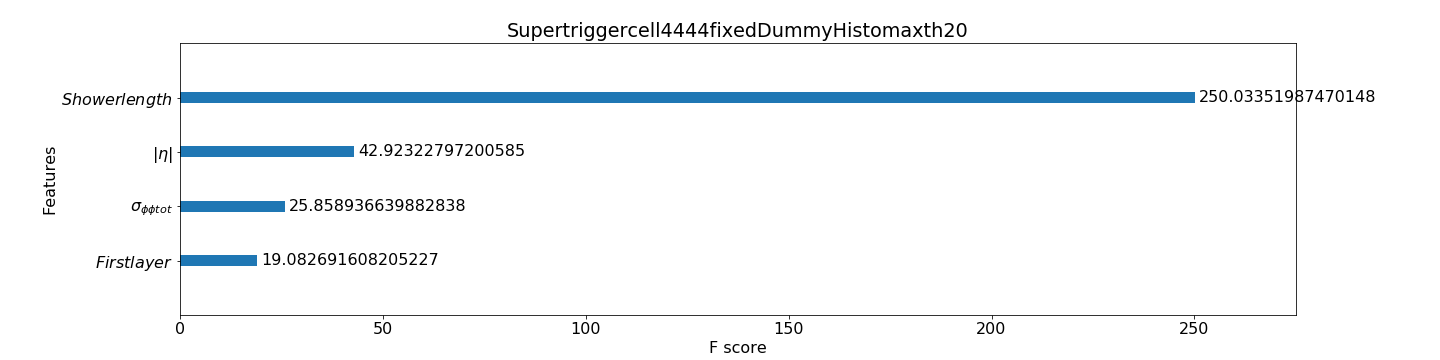 Supertriggercell4444fixedDummyHistomaxth20
Showerlength
250.03351987470148
|η|
42.92322797200585
σϕϕtot
25.858936639882838
Firstlayer
19.082691608205227
Features
0 50 100 150 200 250
F score